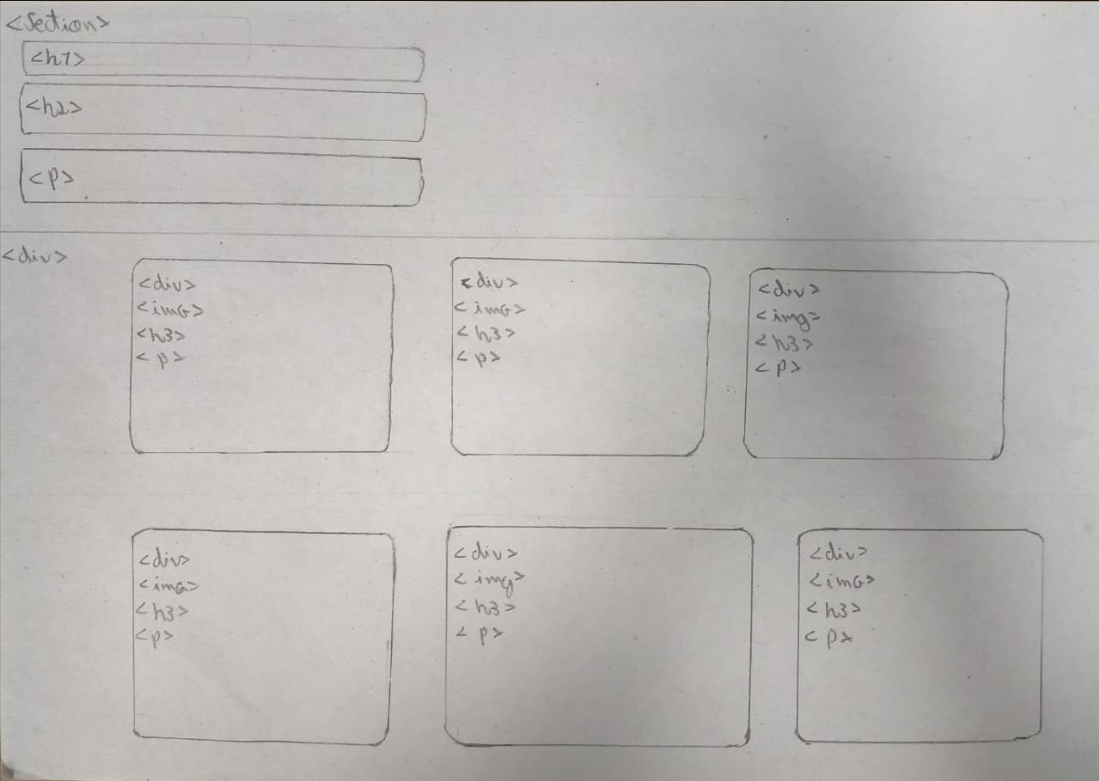 <Section>
<h1>
<h2>
<p>
<div>
<div>
<img>
<h3>
<p>
<div>
<img>
<h3>
<p>
<div>
<img>
<h3>
<p>
<div>
<img>
<h3>
<p>
<div>
<img>
<h3>
<p>
<div>
<img>
<h3>
<p>